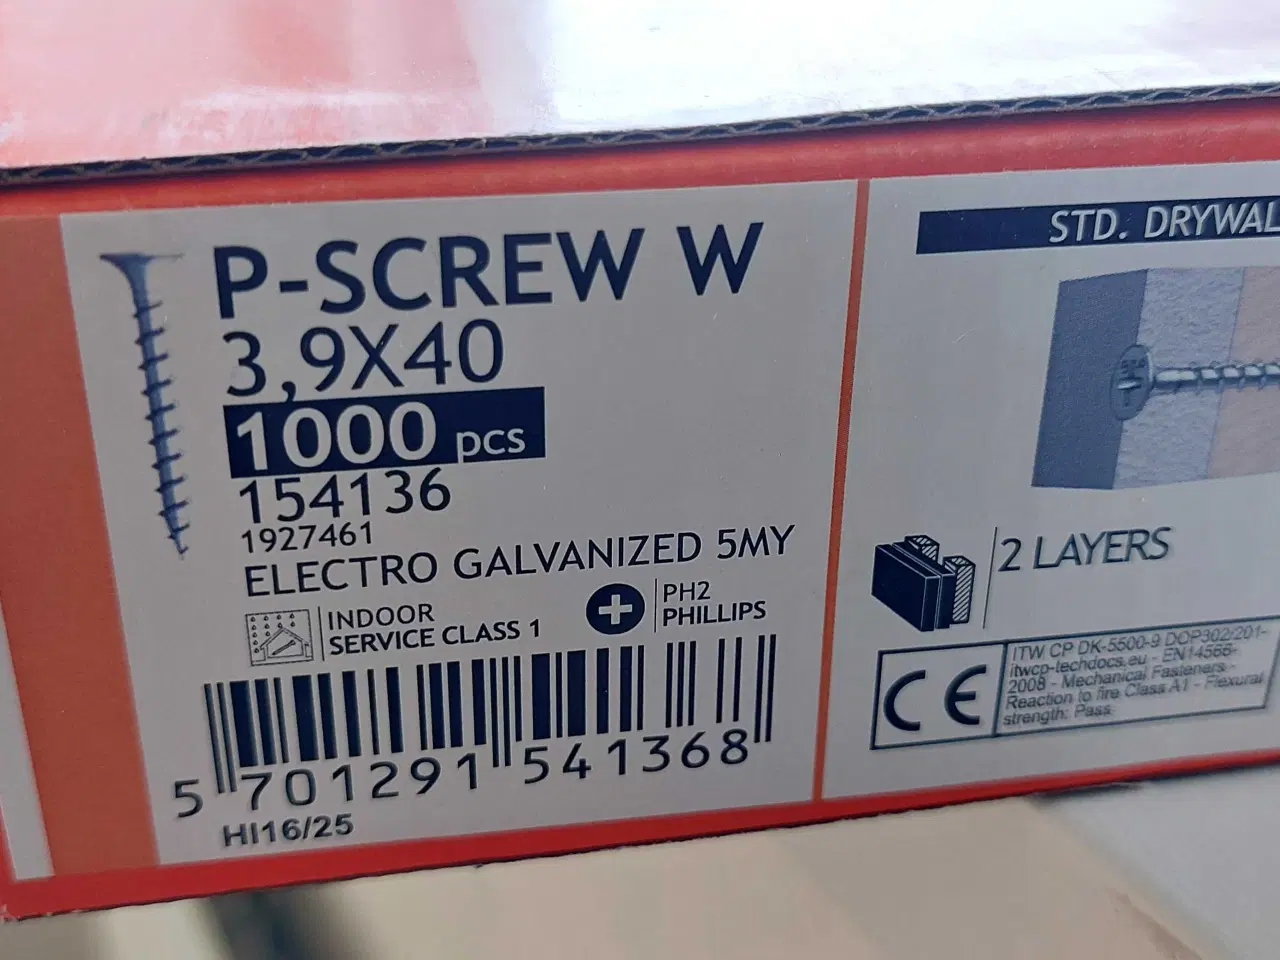 P-SCREW W
3,9X40
1000 pcs
154136
1927461
ELECTRO GALVANIZED 5MY
INDOOR
SERVICE CLASS 1
PH2
PHILLIPS
5 701291 541368
HI16/25
STD. DRYWAL
2 LAYERS
CE
ITW CP DK-5500-9 DOP302/201-
itwcp-techdocs.eu - EN14566-
2008 - Mechanical Fasteners -
Reaction to fire Class A1 - Flexural
strength: Pass